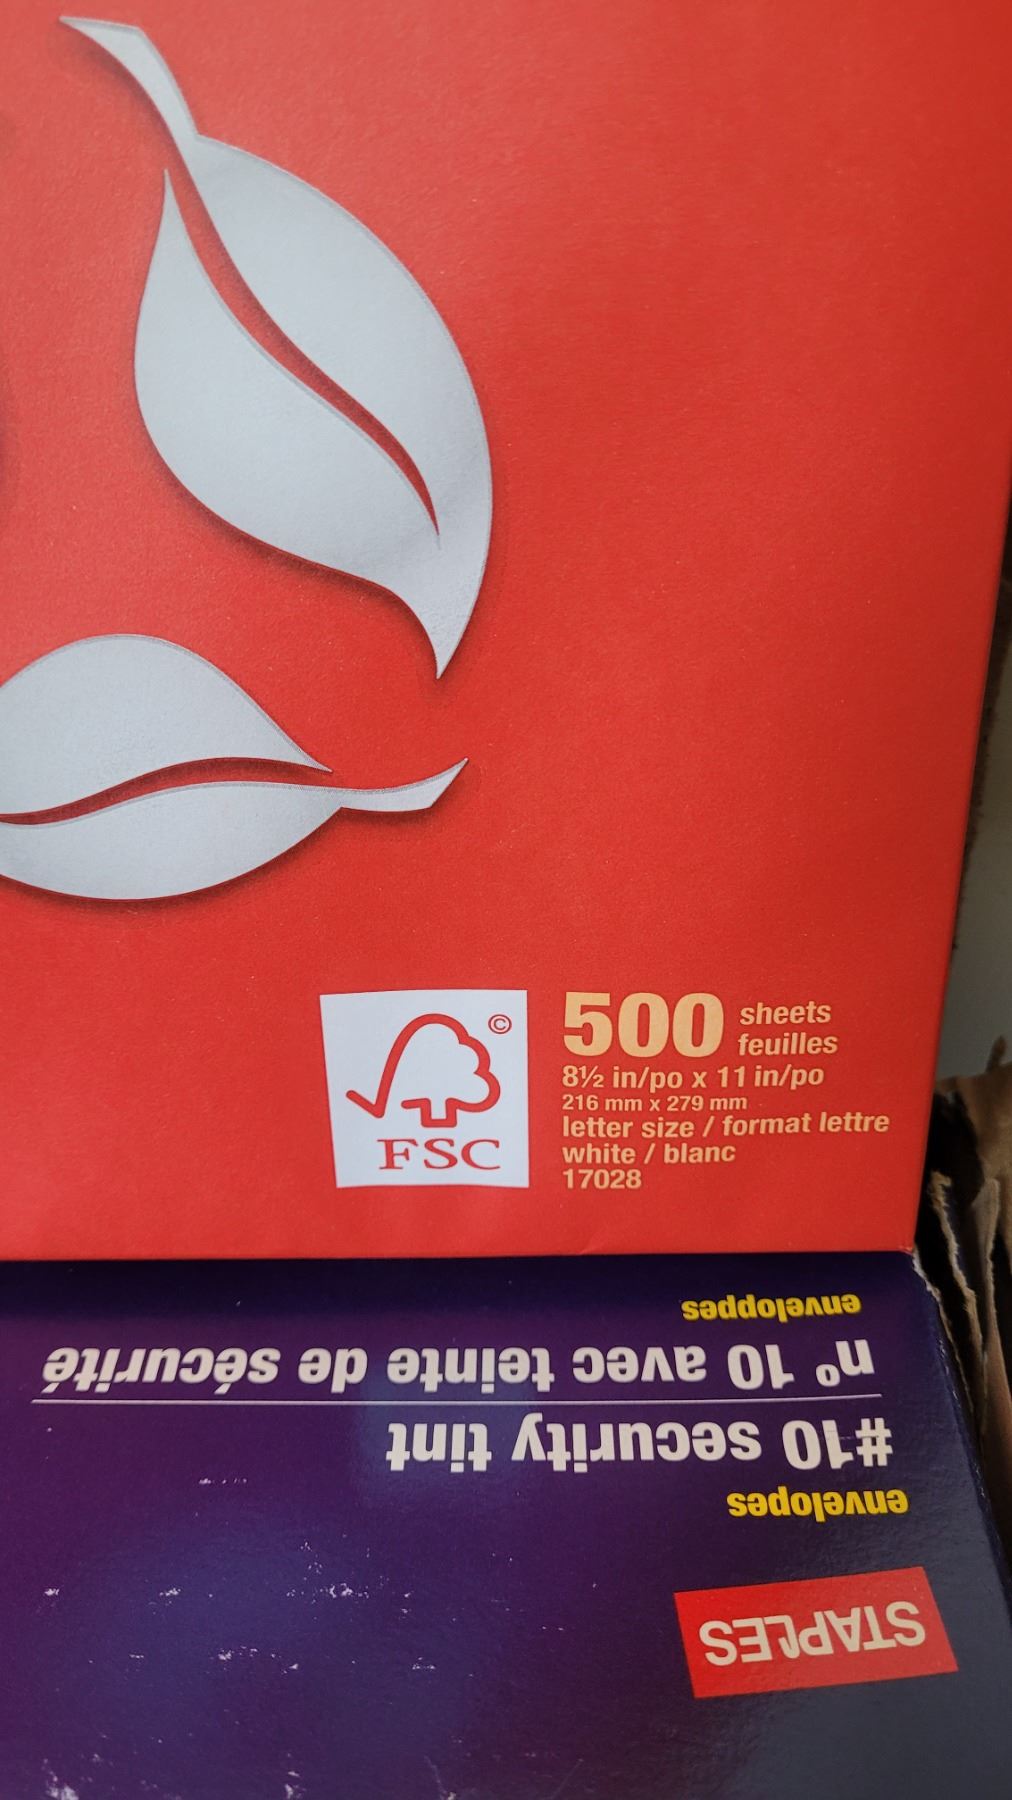 ©
FSC
500 sheets
feuilles
8½ in/po x 11 in/po
216 mm x 279 mm
letter size / format lettre
white / blanc
17028
STAPLES
envelopes
#10 security tint
n° 10 avec teinte de sécurité
enveloppes